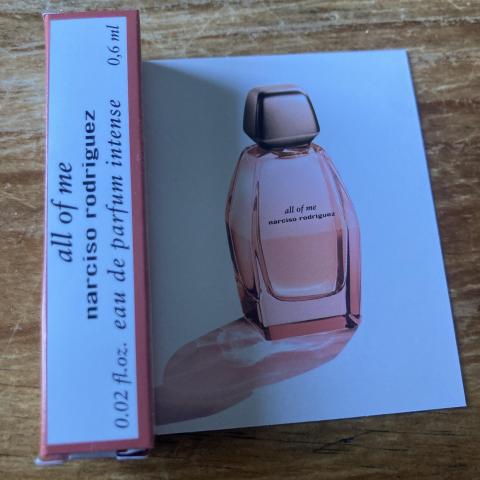 all of me
narciso rodriguez
0.02 fl.oz. eau de parfum intense 0,6 ml
all of me
narciso rodriguez